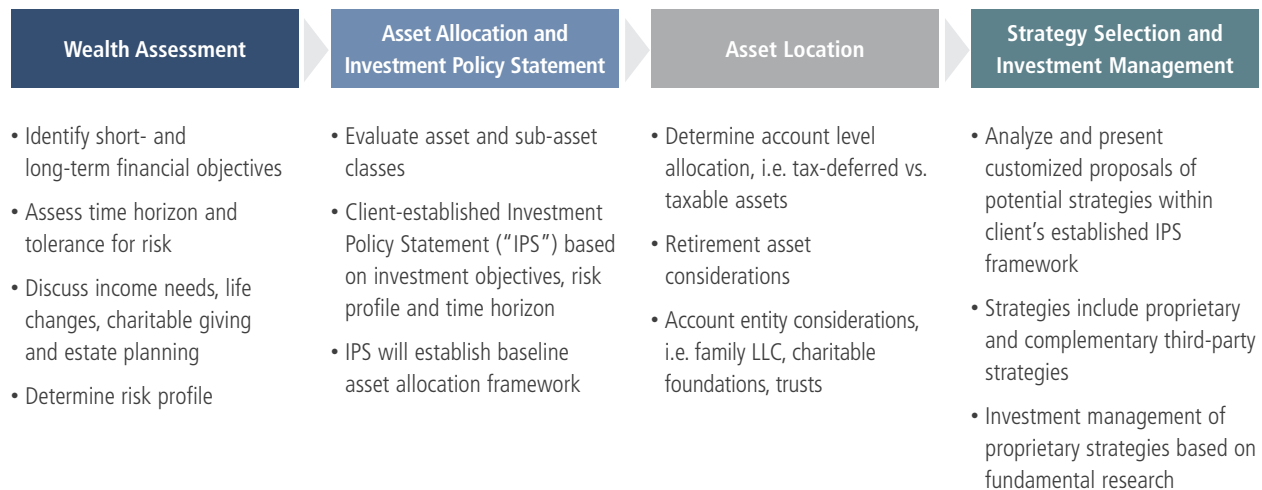 Wealth Assessment
• Identify short- and
long-term financial objectives
• Assess time horizon and
tolerance for risk
• Discuss income needs, life
changes, charitable giving
and estate planning
• Determine risk profile
Asset Allocation and
Investment Policy Statement
• Evaluate asset and sub-asset
classes
• Client-established Investment
Policy Statement (“IPS”) based
on investment objectives, risk
profile and time horizon
• IPS will establish baseline
asset allocation framework
Asset Location
• Determine account level
allocation, i.e. tax-deferred vs.
taxable assets
• Retirement asset
considerations
• Account entity considerations,
i.e. family LLC, charitable
foundations, trusts
Strategy Selection and
Investment Management
• Analyze and present
customized proposals of
potential strategies within
client’s established IPS
framework
• Strategies include proprietary
and complementary third-party
strategies
• Investment management of
proprietary strategies based on
fundamental research